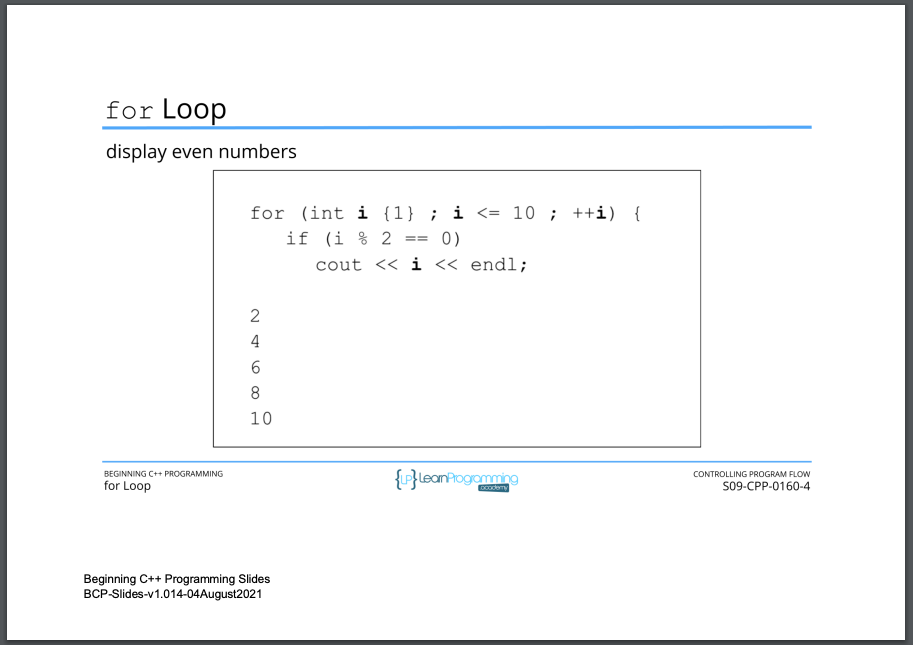 for Loop
display even numbers
for (int i {1} ; i <= 10 ; ++i) {
if (i % 2 == 0)
cout << i << endl;
2
4
6
8
10
BEGINNING C++ PROGRAMMING
for Loop
{LP} LearnProgramming
academy
CONTROLLING PROGRAM FLOW
S09-CPP-0160-4
Beginning C++ Programming Slides
BCP-Slides-v1.014-04August2021